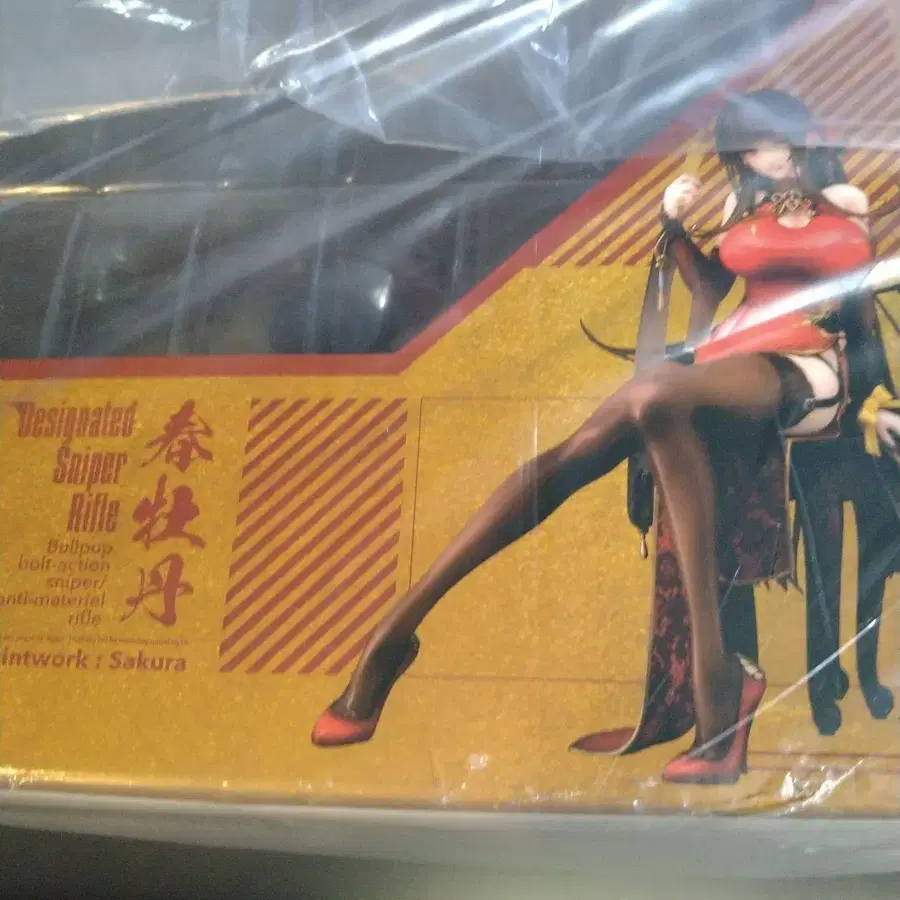 Designated
Sniper
Rifle
春牡丹
Bullpup
bolt-action
sniper/
anti-materiel
rifle
intwork : Sakura